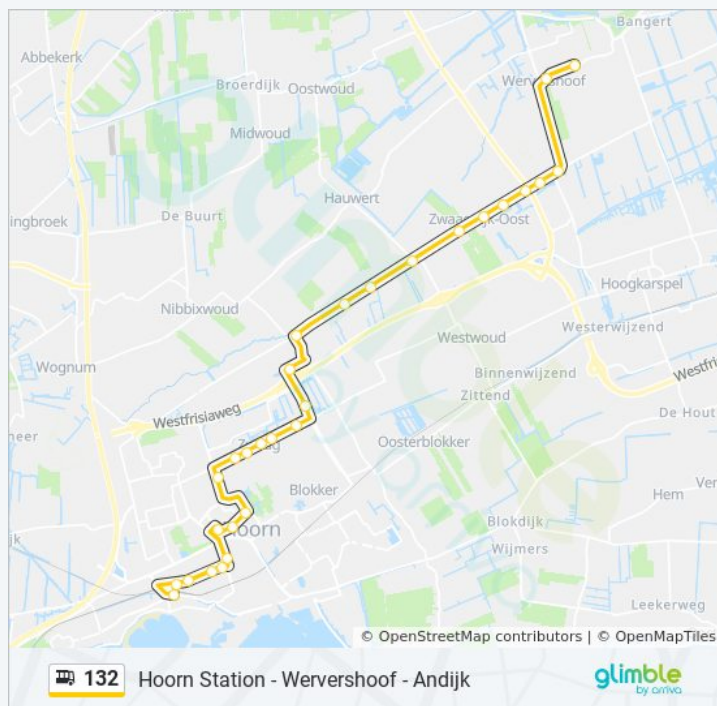 Bangert
Abbekerk
Wervershoof
Broerdijk
Oostwoud
Midwoud
Hauwert
De Buurt
Zwaagdijk-Oost
Hoogkarspel
Nibbixwoud
Westwoud
Westerwijzend
Wognum
Binnenwijzend
Zittend
Westfrisiaweg
De Hout
Oosterblokker
Blokker
Hem
Blokdijk
Hoorn
Wijmers
Leekerweg
© OpenStreetMap contributors | © OpenMapTiles
132 Hoorn Station - Wervershoof - Andijk
glimble
by arriva